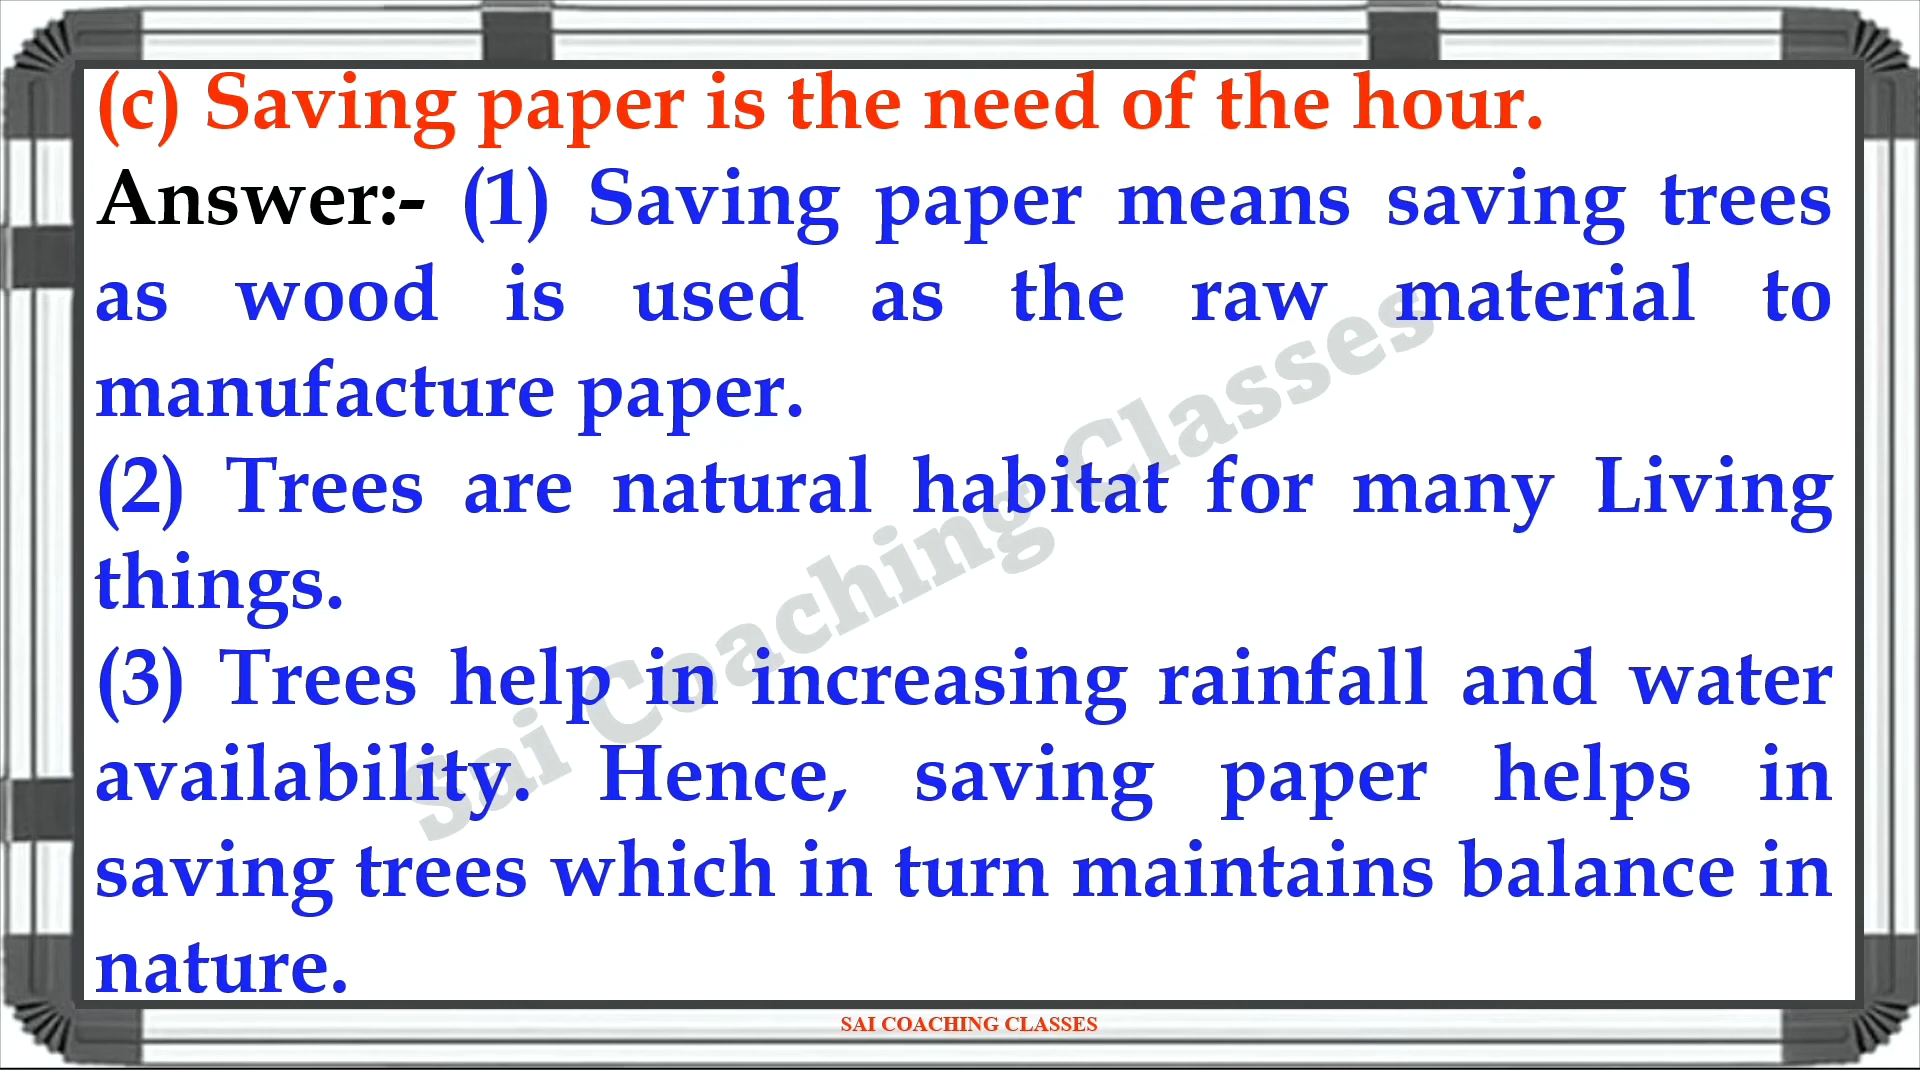 (c) Saving paper is the need of the hour.
Answer:- (1) Saving paper means saving trees
as wood is used as the raw material to
manufacture paper.
(2) Trees are natural habitat for many Living
things.
(3) Trees help in increasing rainfall and water
availability. Hence, saving paper helps in
saving trees which in turn maintains balance in
nature.
Sai Coaching Classes
SAI COACHING CLASSES